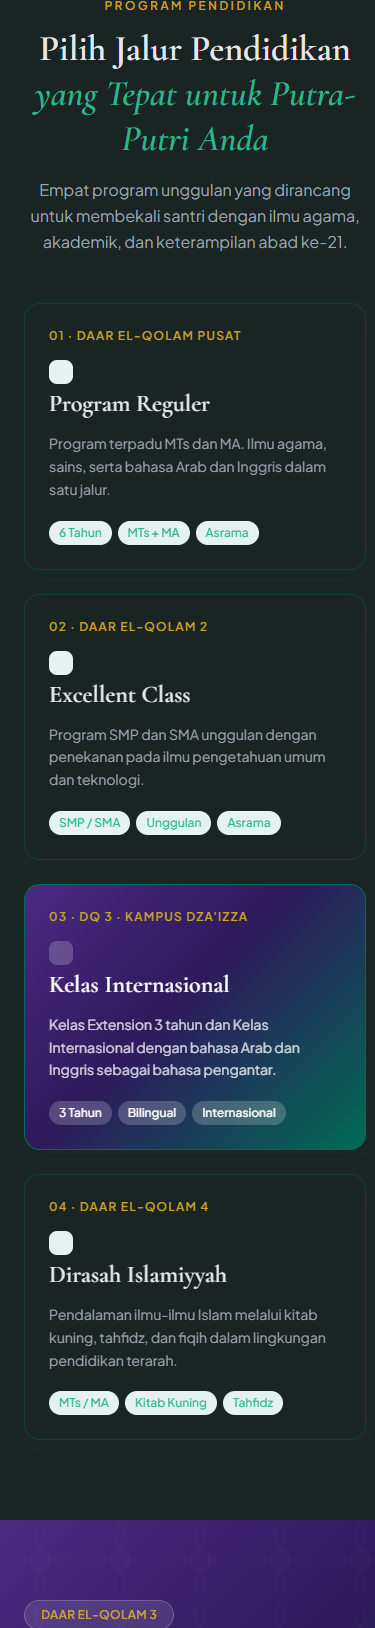 PROGRAM PENDIDIKAN
Pilih Jalur Pendidikan
yang Tepat untuk Putra-
Putri Anda
Empat program unggulan yang dirancang
untuk membekali santri dengan ilmu agama,
akademik, dan keterampilan abad ke-21.
01 · DAAR EL-QOLAM PUSAT
Program Reguler
Program terpadu MTs dan MA. Ilmu agama,
sains, serta bahasa Arab dan Inggris dalam
satu jalur.
6 Tahun MTs + MA Asrama
02 · DAAR EL-QOLAM 2
Excellent Class
Program SMP dan SMA unggulan dengan
penekanan pada ilmu pengetahuan umum
dan teknologi.
SMP / SMA Unggulan Asrama
03 · DQ 3 · KAMPUS DZA'IZZA
Kelas Internasional
Kelas Extension 3 tahun dan Kelas
Internasional dengan bahasa Arab dan
Inggris sebagai bahasa pengantar.
3 Tahun Bilingual Internasional
04 · DAAR EL-QOLAM 4
Dirasah Islamiyyah
Pendalaman ilmu-ilmu Islam melalui kitab
kuning, tahfidz, dan fiqih dalam lingkungan
pendidikan terarah.
MTs / MA Kitab Kuning Tahfidz
DAAR EL-QOLAM 3